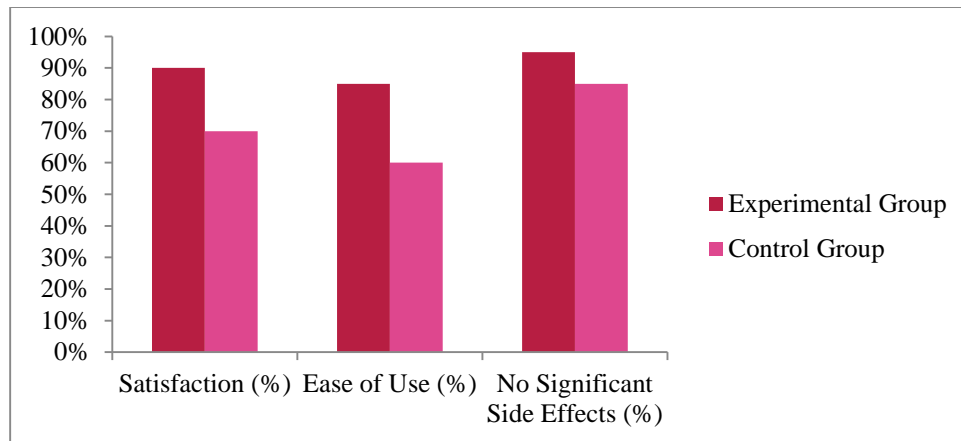 100%
90%
80%
70%
60%
50%
40%
30%
20%
10%
0%
Satisfaction (%) Ease of Use (%) No Significant
Side Effects (%)
Experimental Group
Control Group